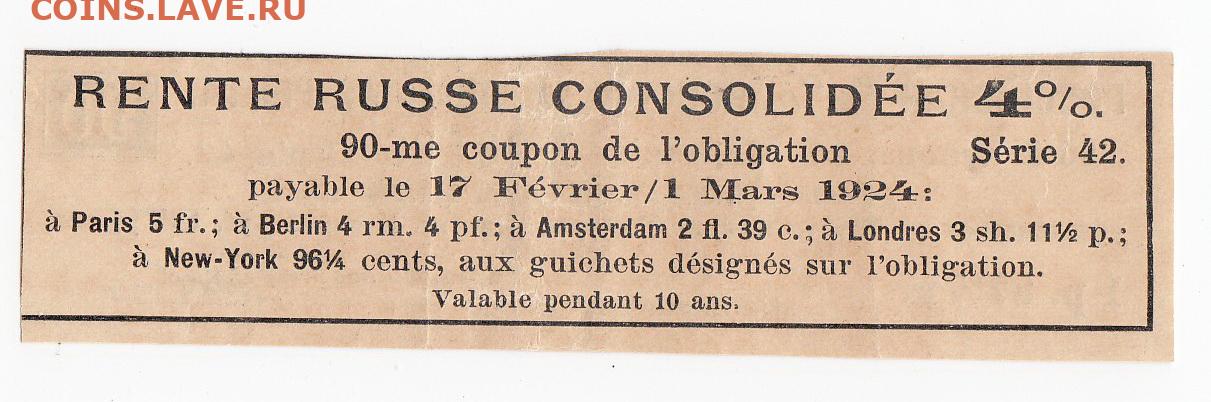 COINS.LAVE.RU
RENTE RUSSE CONSOLIDÉE 4%.
90-me coupon de l'obligation Série 42.
payable le 17 Février/1 Mars 1924:
à Paris 5 fr.; à Berlin 4 rm. 4 pf.; à Amsterdam 2 fl. 39 c.; à Londres 3 sh. 11½ p.;
à New-York 96¼ cents, aux guichets désignés sur l'obligation.
Valable pendant 10 ans.